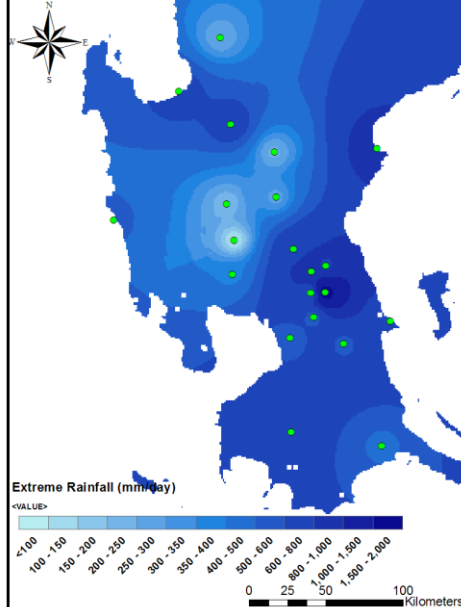 N
W E
S
Extreme Rainfall (mm/day)
<VALUE>
<100
100 - 150
150 - 200
200 - 250
250 - 300
300 - 350
350 - 400
400 - 500
500 - 600
600 - 800
800 - 1,000
1,000 - 1,500
1,500 - 2,000
0 25 50 100
Kilometers